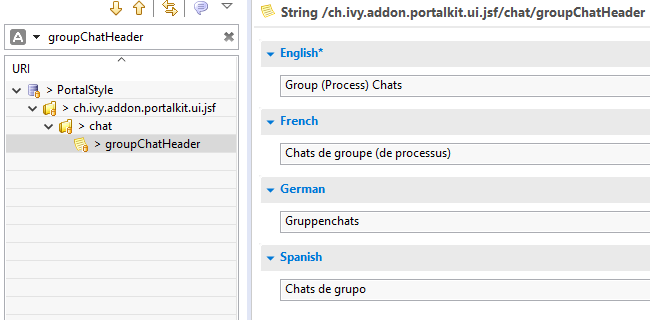 A groupChatHeader
URI
> PortalStyle
> ch.ivy.addon.portalkit.ui.jsf
> chat
> groupChatHeader
String /ch.ivy.addon.portalkit.ui.jsf/chat/groupChatHeader
English*
Group (Process) Chats
French
Chats de groupe (de processus)
German
Gruppenchats
Spanish
Chats de grupo